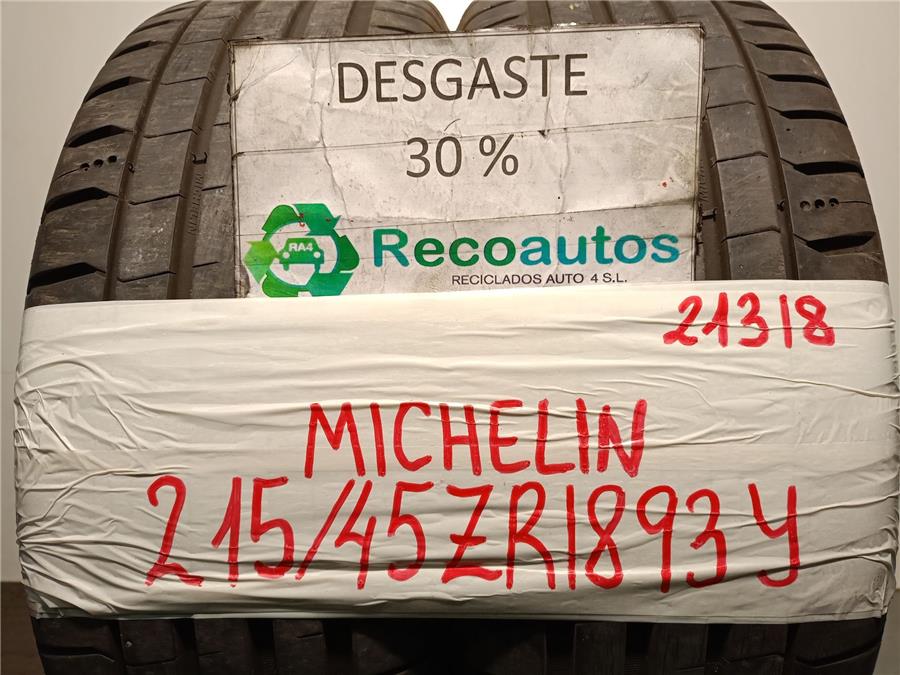 DESGASTE
30 %
RA4
Recoautos
RECICLADOS AUTO 4 S.L.
21318
MICHELIN
215/45ZR1893Y